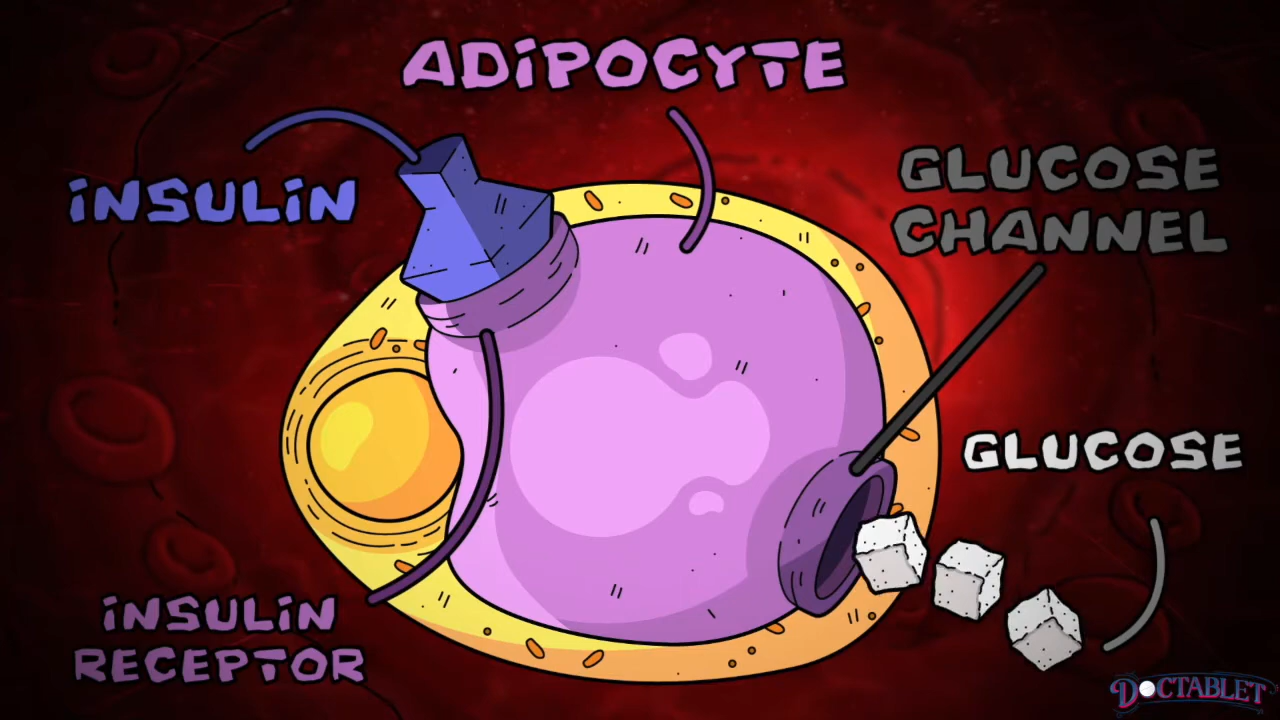 ADiPOCYTE
GLUCOSE
CHANNEL
iNSULiN
GLUCOSE
iNSULiN
RECEPTOR
DOCTABLET